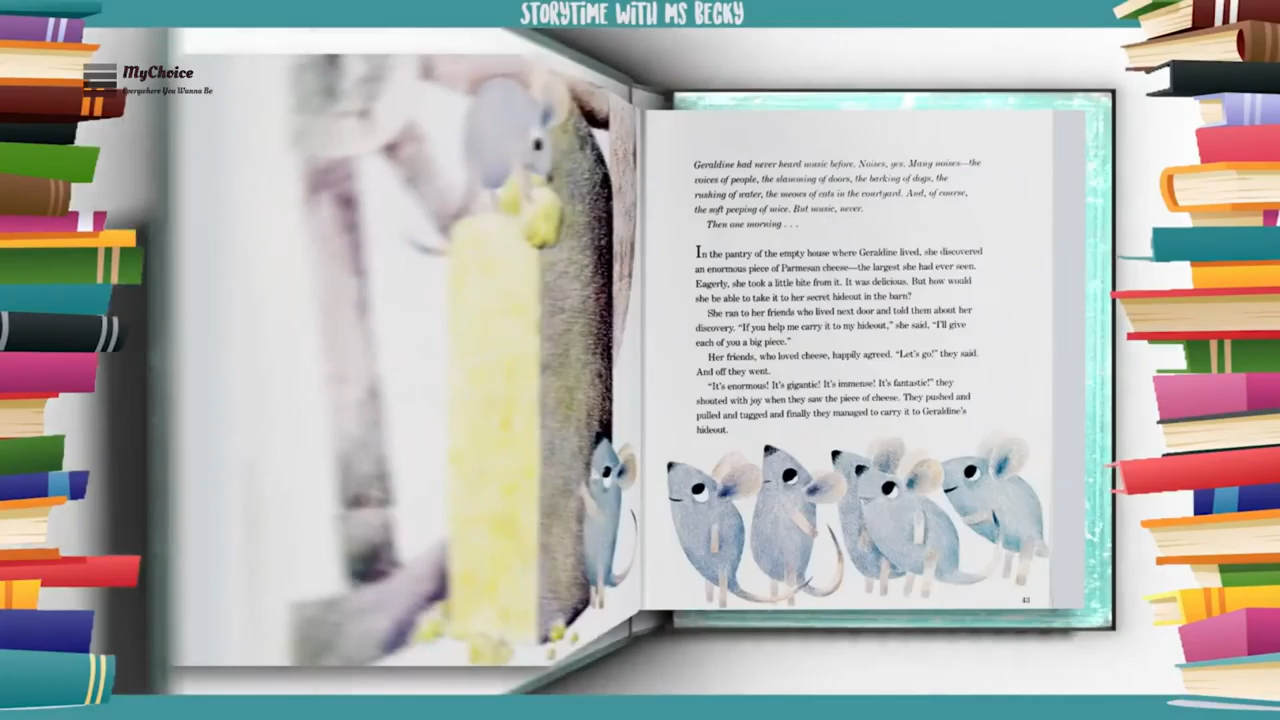 STORYTIME WITH MS BECKY
MyChoice
Everywhere You Wanna Be
Geraldine had never heard music before. Noises, yes. Many noises—the
voices of people, the slamming of doors, the barking of dogs, the
rushing of water, the meows of cats in the courtyard. And, of course,
the soft peeping of mice. But music, never.
Then one morning . . .
In the pantry of the empty house where Geraldine lived, she discovered
an enormous piece of Parmesan cheese—the largest she had ever seen.
Eagerly, she took a little bite from it. It was delicious. But how would
she be able to take it to her secret hideout in the barn?
She ran to her friends who lived next door and told them about her
discovery. “If you help me carry it to my hideout,” she said, “I’ll give
each of you a big piece.”
Her friends, who loved cheese, happily agreed. “Let’s go!” they said.
And off they went.
“It’s enormous! It’s gigantic! It’s immense! It’s fantastic!” they
shouted with joy when they saw the piece of cheese. They pushed and
pulled and tugged and finally they managed to carry it to Geraldine’s
hideout.
43